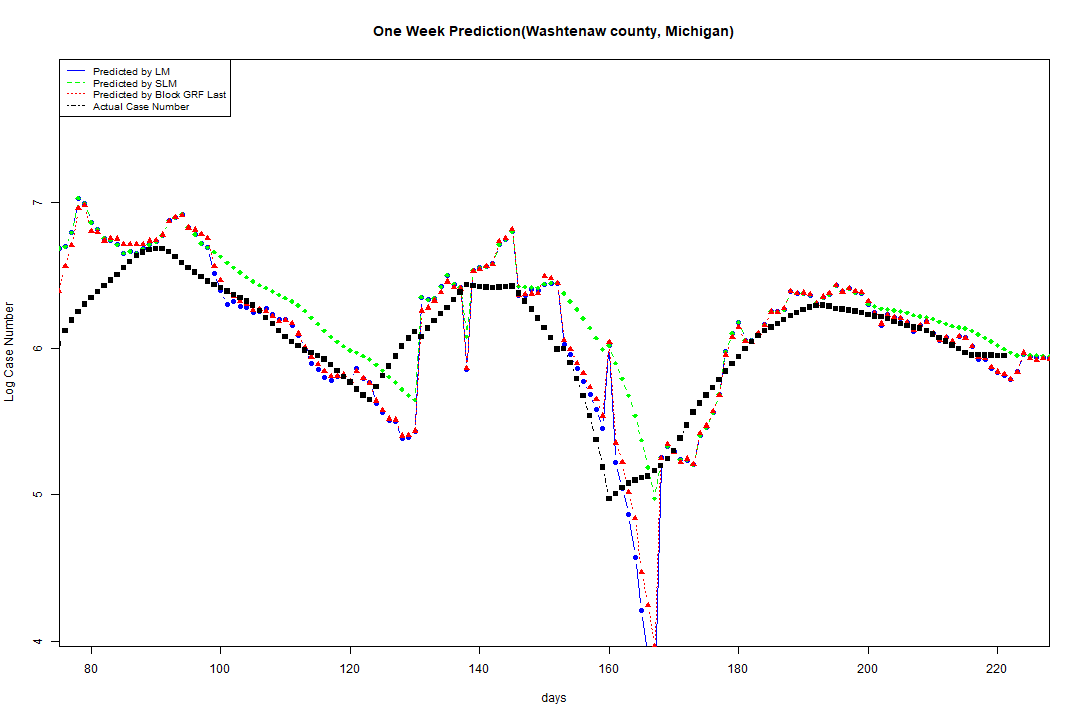 One Week Prediction(Washtenaw county, Michigan)
Predicted by LM
Predicted by SLM
Predicted by Block GRF Last
Actual Case Number
Log Case Number
7
6
5
4
80 100 120 140 160 180 200 220
days